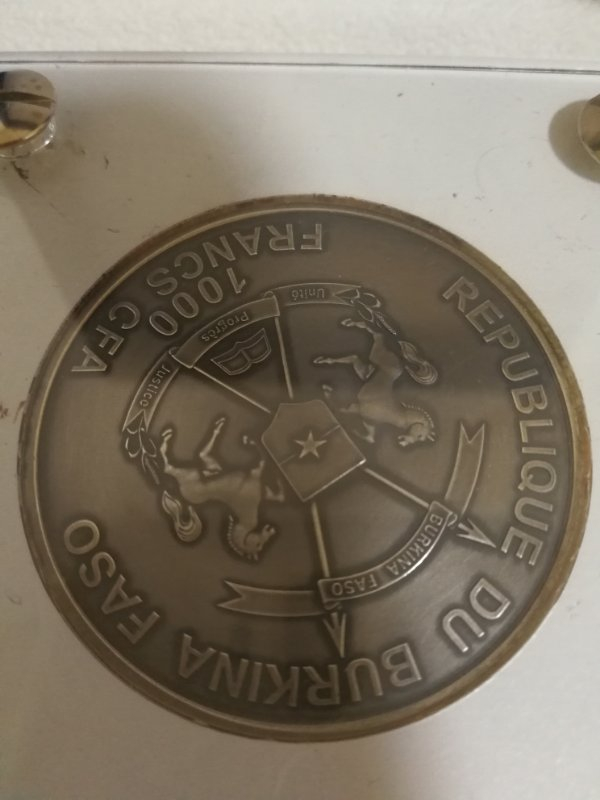 REPUBLIQUE DU BURKINA FASO
BURKINA FASO
Unité
Progrès
Justice
1000 CFA
FRANCS